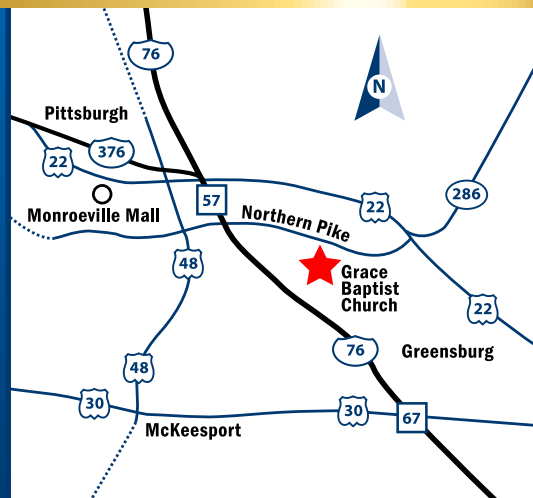 76
N
Pittsburgh
376
22
Monroeville Mall
57
Northern Pike
22
286
48
Grace
Baptist
Church
22
76
Greensburg
48
30
30
67
McKeesport